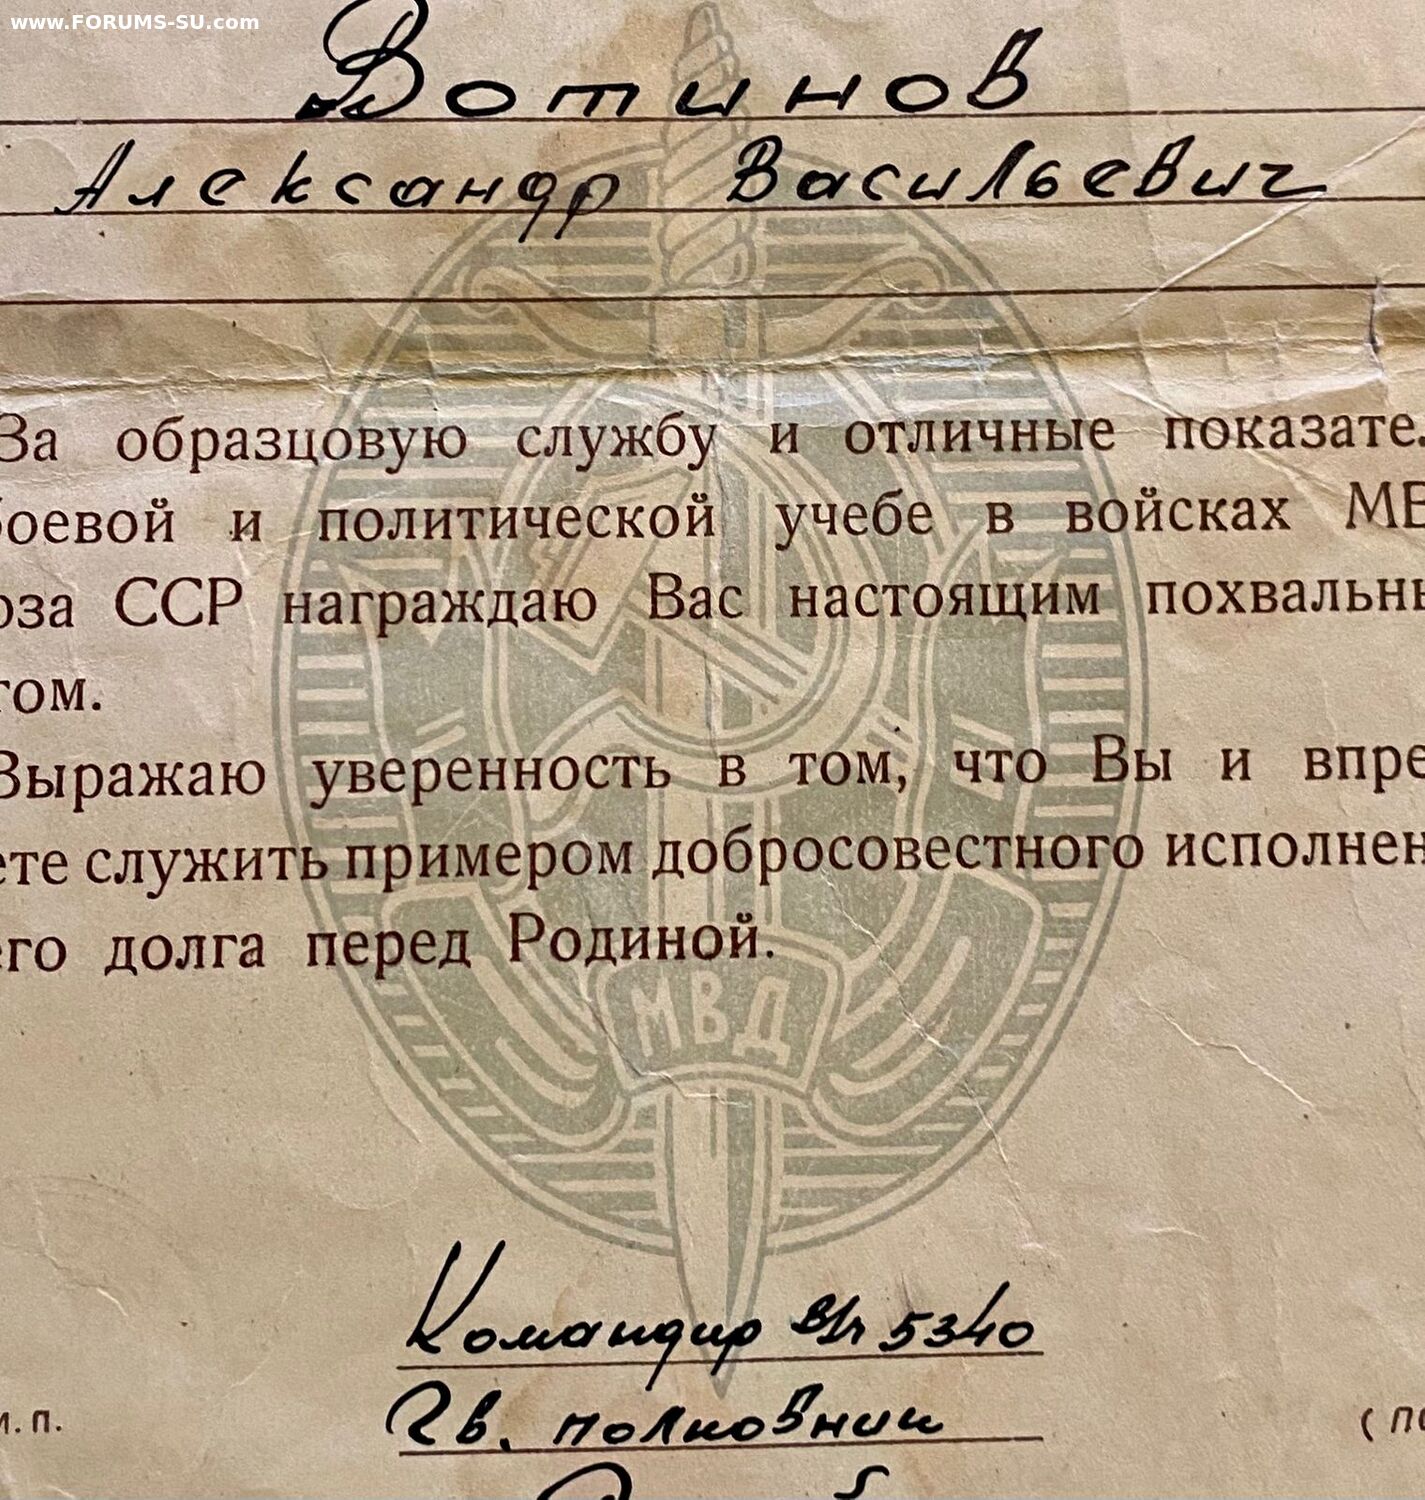 www.FORUMS-SU.com
Вотинов
Александр Васильевич
За образцовую службу и отличные показате
боевой и политической учебе в войсках МВ
юза ССР награждаю Вас настоящим похвальн
том.
Выражаю уверенность в том, что Вы и впре
ете служить примером добросовестного исполнен
его долга перед Родиной.
МВД
Командир в/ч 5340
Гв. полковник
м. п.